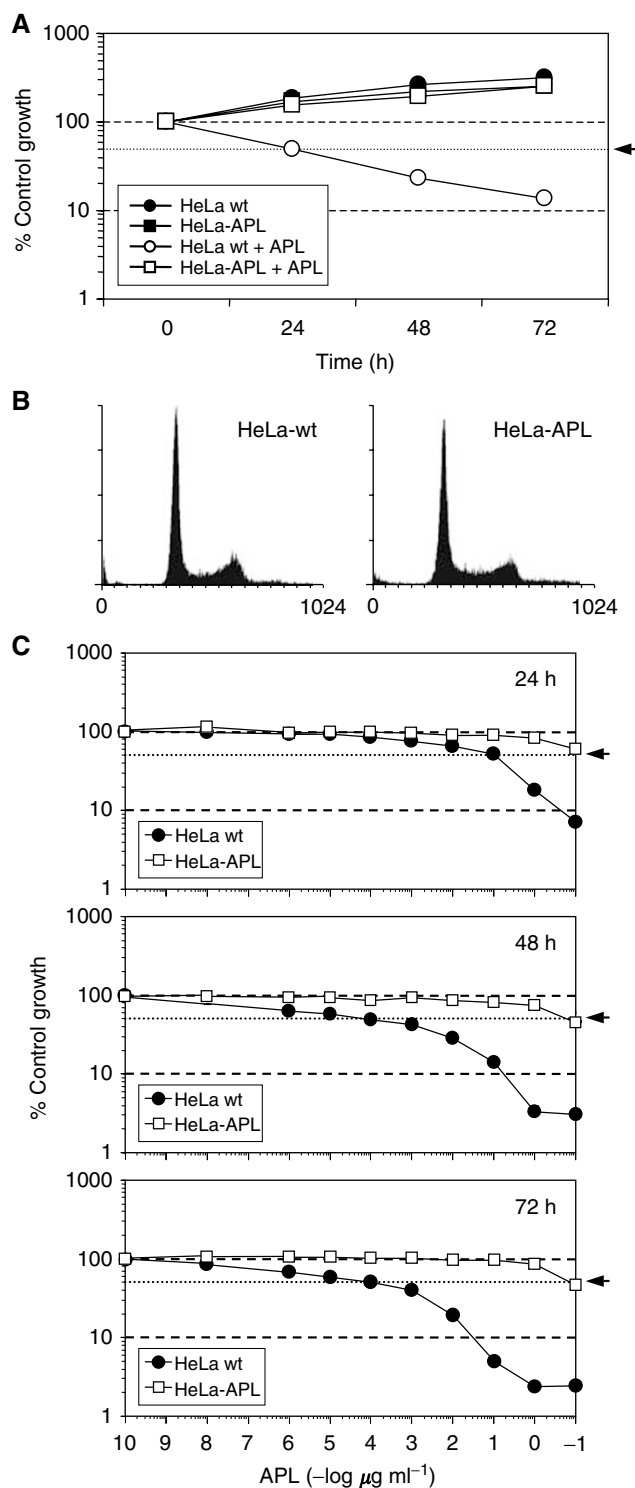 A
1000
100
10
1
% Control growth
HeLa wt
HeLa-APL
HeLa wt + APL
HeLa-APL + APL
0 24 48 72
Time (h)
B
HeLa-wt
HeLa-APL
0 1024 0 1024
C
1000
100
10
1
24 h
HeLa wt
HeLa-APL
1000
100
10
1
48 h
HeLa wt
HeLa-APL
% Control growth
1000
100
10
1
72 h
HeLa wt
HeLa-APL
10 9 8 7 6 5 4 3 2 1 0 −1
APL (−log μg ml⁻¹)